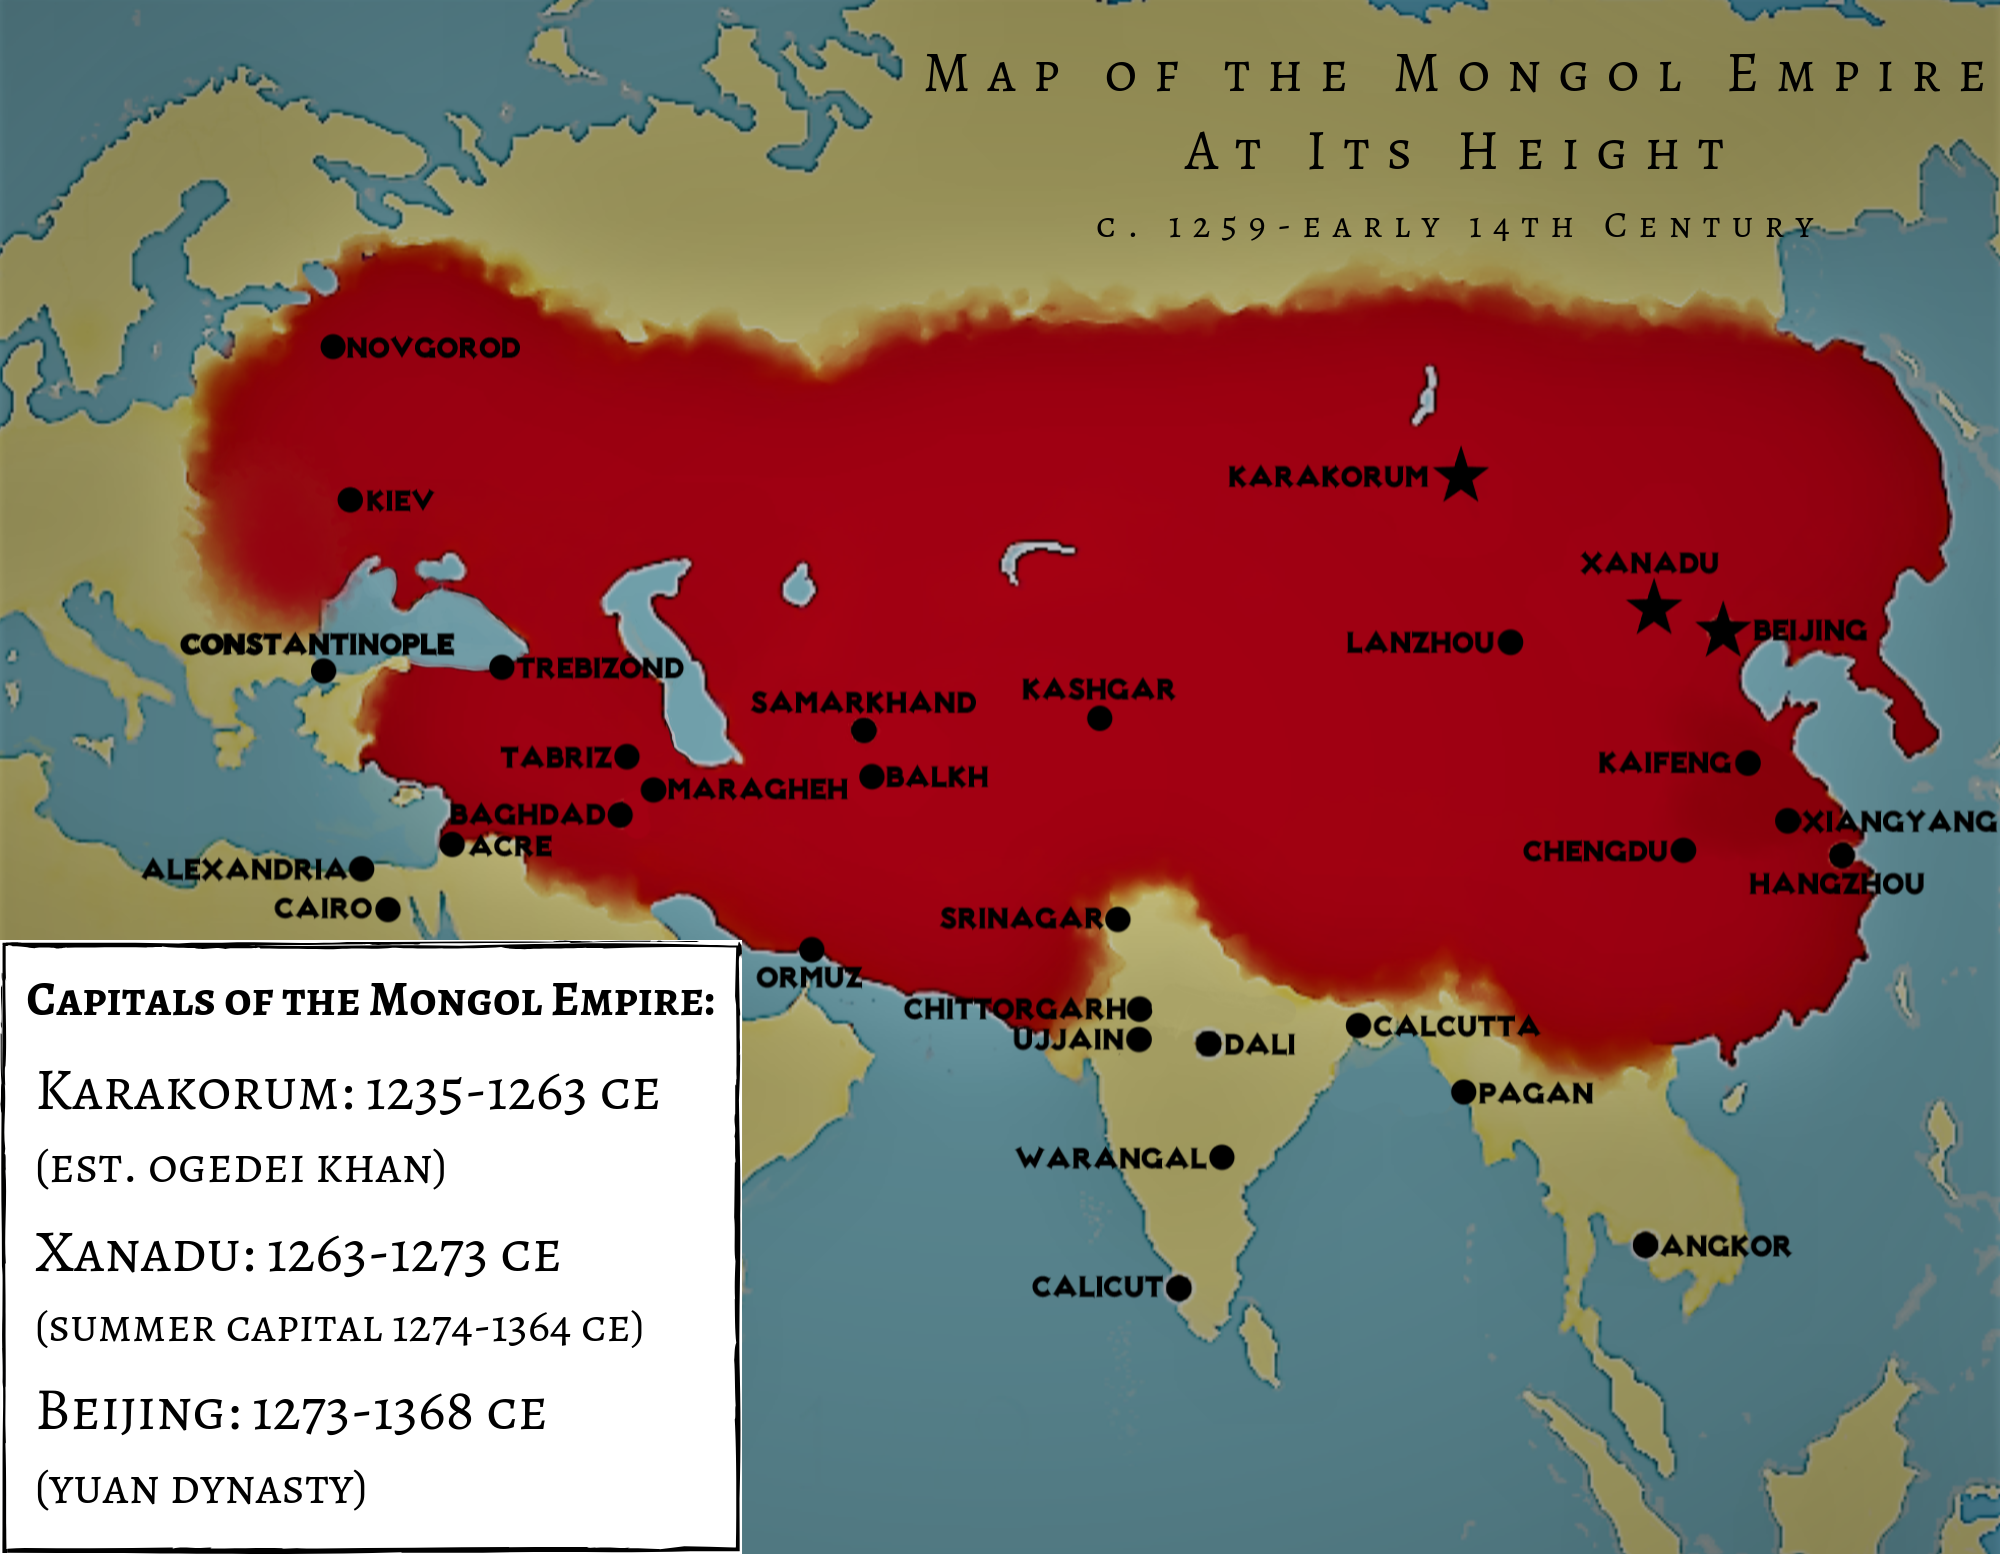 Map of the Mongol Empire
At Its Height
c. 1259-early 14th Century
NOVGOROD
KIEV
KARAKORUM
XANADU
BEIJING
LANZHOU
CONSTANTINOPLE
TREBIZOND
SAMARKHAND
KASHGAR
TABRIZ
MARAGHEH
BALKH
KAIFENG
BAGHDAD
ACRE
XIANGYANG
CHENGDU
HANGZHOU
ALEXANDRIA
CAIRO
SRINAGAR
ORMUZ
CHITTORGARH
UJJAIN
DALI
CALCUTTA
PAGAN
WARANGAL
ANGKOR
CALICUT
Capitals of the Mongol Empire:
Karakorum: 1235-1263 CE
(EST. OGEDEI KHAN)
Xanadu: 1263-1273 CE
(SUMMER CAPITAL 1274-1364 CE)
Beijing: 1273-1368 CE
(YUAN DYNASTY)